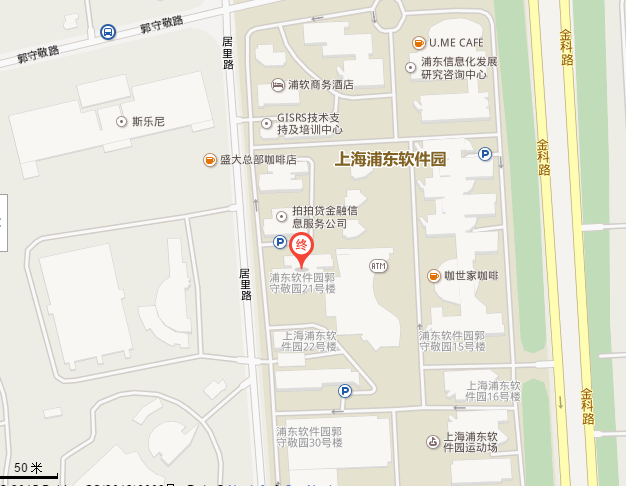 郭守敬路
郭守敬路
居里路
金科路
U.ME CAFE
浦东信息化发展
研究咨询中心
浦软商务酒店
GISRS技术支
持及培训中心
斯乐尼
盛大总部咖啡店
上海浦东软件园
P
金科路
拍拍贷金融信
息服务公司
P
终
ATM
浦东软件园郭
守敬园21号楼
居里路
咖世家咖啡
上海浦东软
件园22号楼
浦东软件园郭
守敬园15号楼
P
上海浦东软
件园16号楼
金科路
浦东软件园郭
守敬园30号楼
上海浦东软
件园运动场
50 米